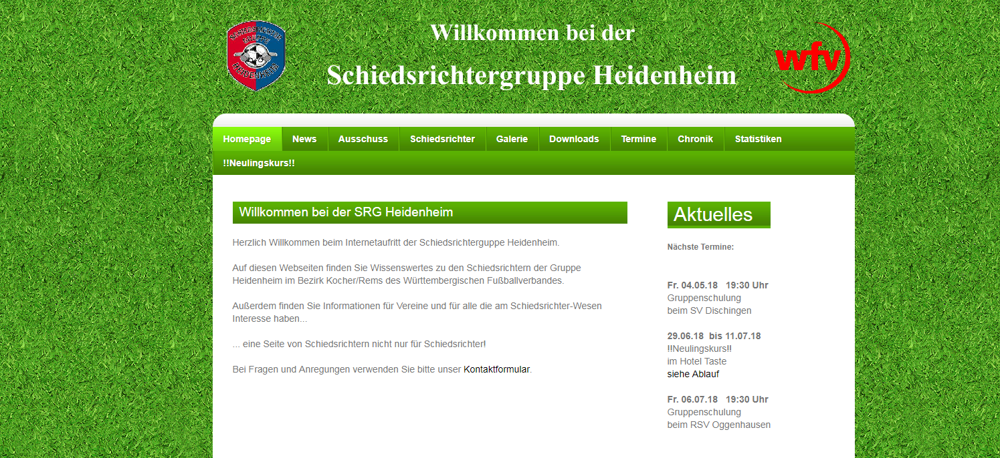 SCHIEDSRICHTER
GRUPPE
HEIDENHEIM
Willkommen bei der
Schiedsrichtergruppe Heidenheim
wfv
Homepage News Ausschuss Schiedsrichter Galerie Downloads Termine Chronik Statistiken
!!Neulingskurs!!
Willkommen bei der SRG Heidenheim
Herzlich Willkommen beim Internetaufritt der Schiedsrichterguppe Heidenheim.
Auf diesen Webseiten finden Sie Wissenswertes zu den Schiedsrichtern der Gruppe
Heidenheim im Bezirk Kocher/Rems des Württembergischen Fußballverbandes.
Außerdem finden Sie Informationen für Vereine und für alle die am Schiedsrichter-Wesen
Interesse haben...
... eine Seite von Schiedsrichtern nicht nur für Schiedsrichter!
Bei Fragen und Anregungen verwenden Sie bitte unser Kontaktformular.
Aktuelles
Nächste Termine:
Fr. 04.05.18 19:30 Uhr
Gruppenschulung
beim SV Dischingen
29.06.18 bis 11.07.18
!!Neulingskurs!!
im Hotel Taste
siehe Ablauf
Fr. 06.07.18 19:30 Uhr
Gruppenschulung
beim RSV Oggenhausen